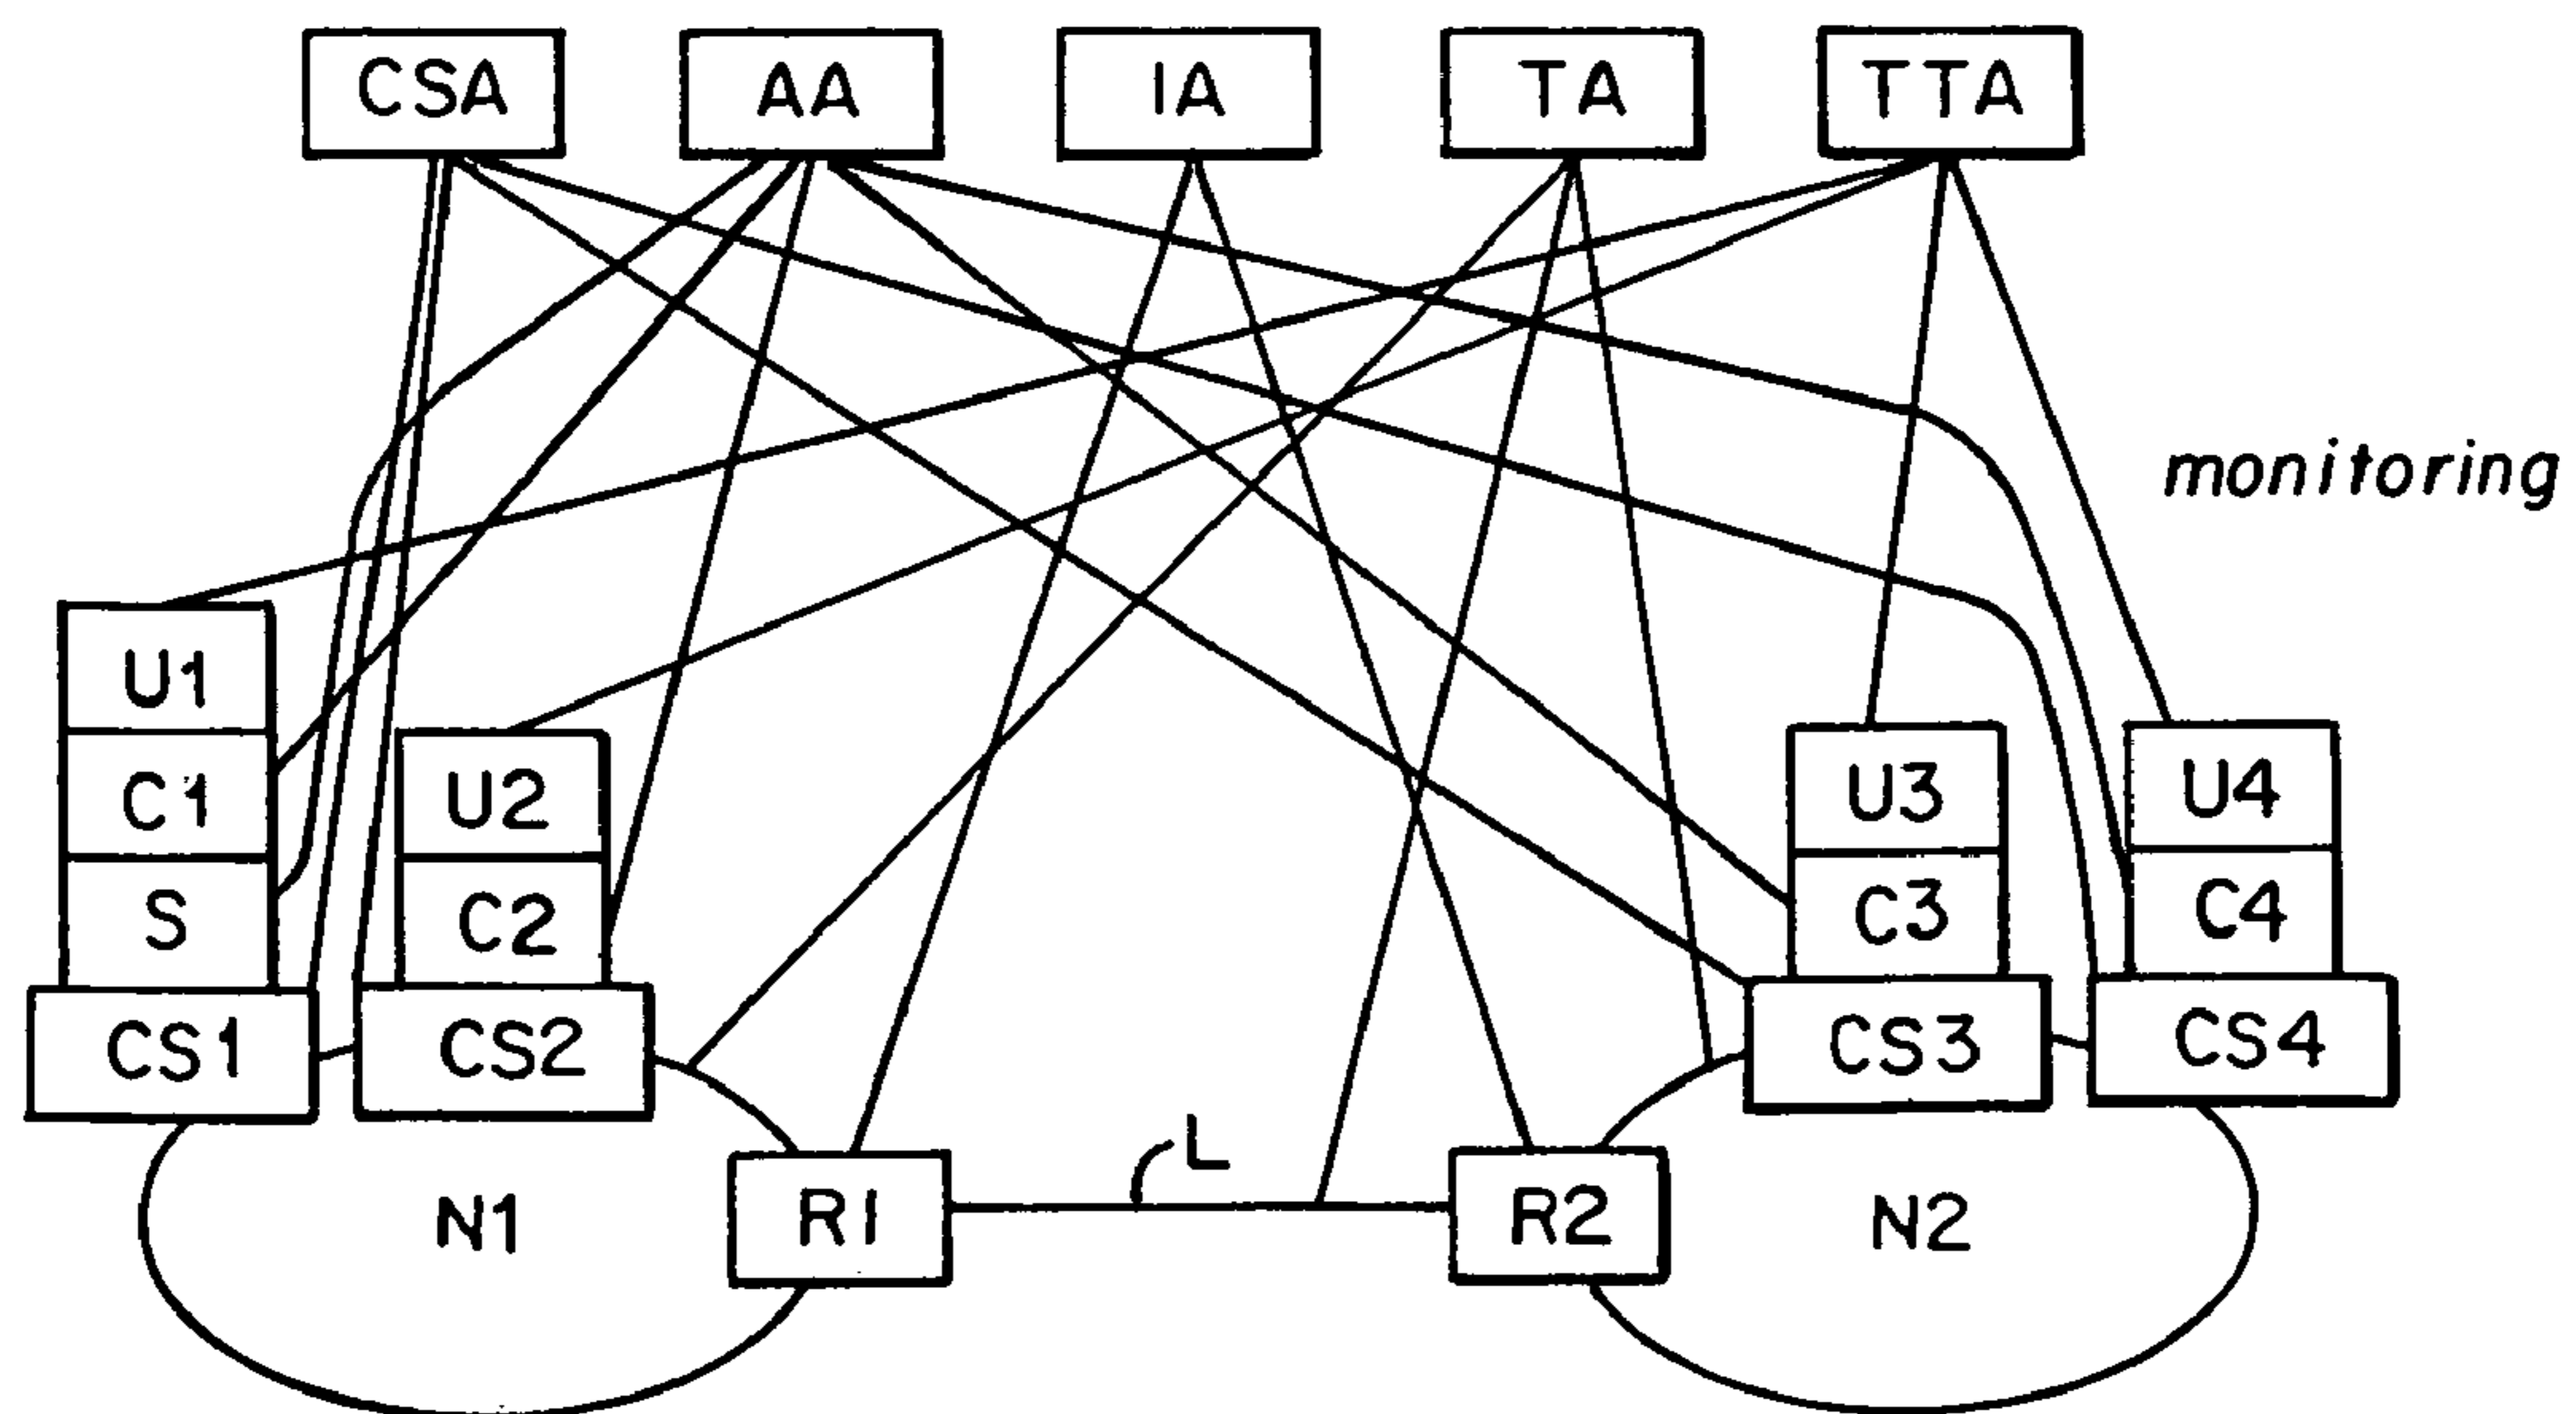 CSA AA IA TA TTA
monitoring
U1
C1 U2 U3 U4
S C2 C3 C4
CS1 CS2 CS3 CS4
L
N1 R1 R2 N2